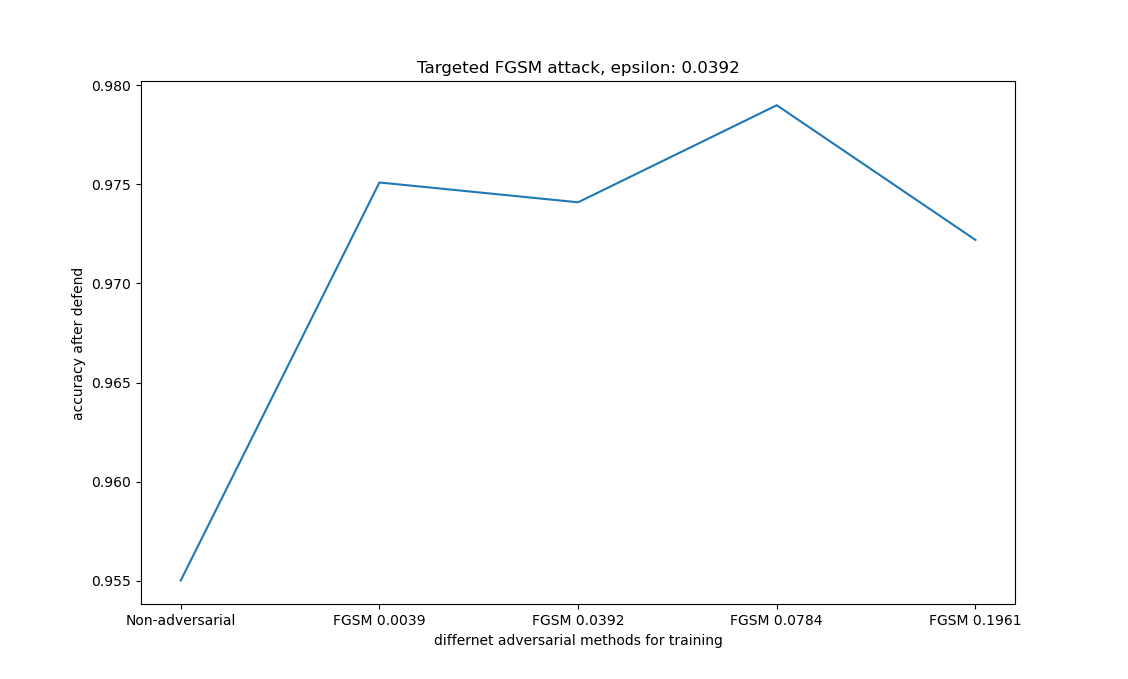 Targeted FGSM attack, epsilon: 0.0392
0.980
0.975
0.970
0.965
0.960
0.955
accuracy after defend
Non-adversarial FGSM 0.0039 FGSM 0.0392 FGSM 0.0784 FGSM 0.1961
differnet adversarial methods for training